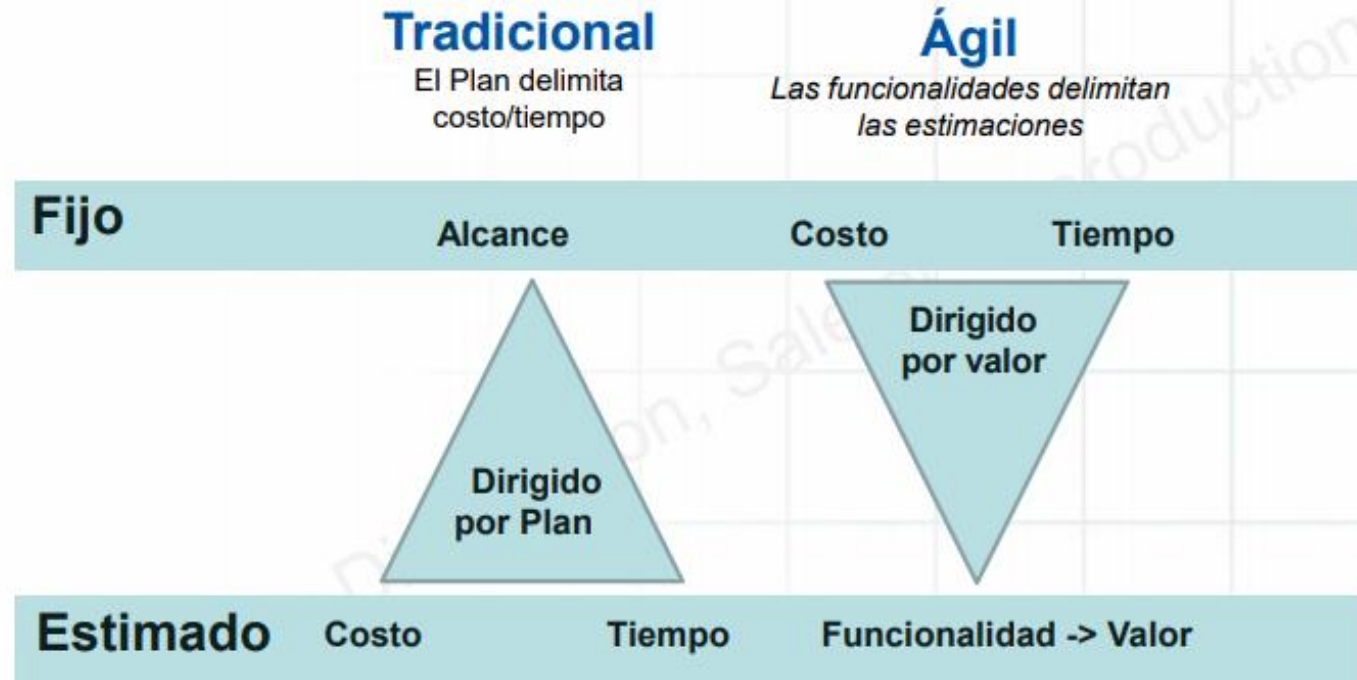 Tradicional
El Plan delimita
costo/tiempo
Ágil
Las funcionalidades delimitan
las estimaciones
Fijo
Alcance
Costo
Tiempo
Dirigido
por Plan
Dirigido
por valor
Estimado
Costo
Tiempo
Funcionalidad -> Valor